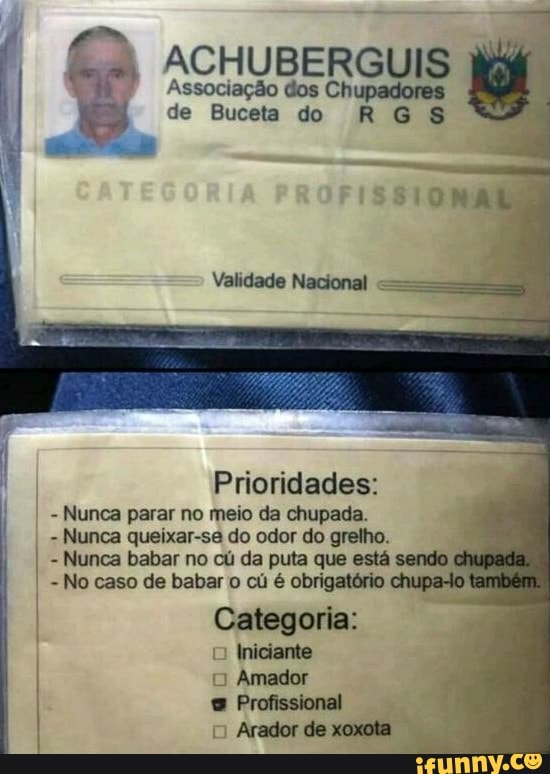 ACHUBERGUIS
Associação dos Chupadores
de Buceta do R G S
CATEGORIA PROFISSIONAL
Validade Nacional
Prioridades:
- Nunca parar no meio da chupada.
- Nunca queixar-se do odor do grelho.
- Nunca babar no cú da puta que está sendo chupada.
- No caso de babar o cú é obrigatório chupa-lo também.
Categoria:
Iniciante
Amador
Profissional
Arador de xoxota
ifunny.co